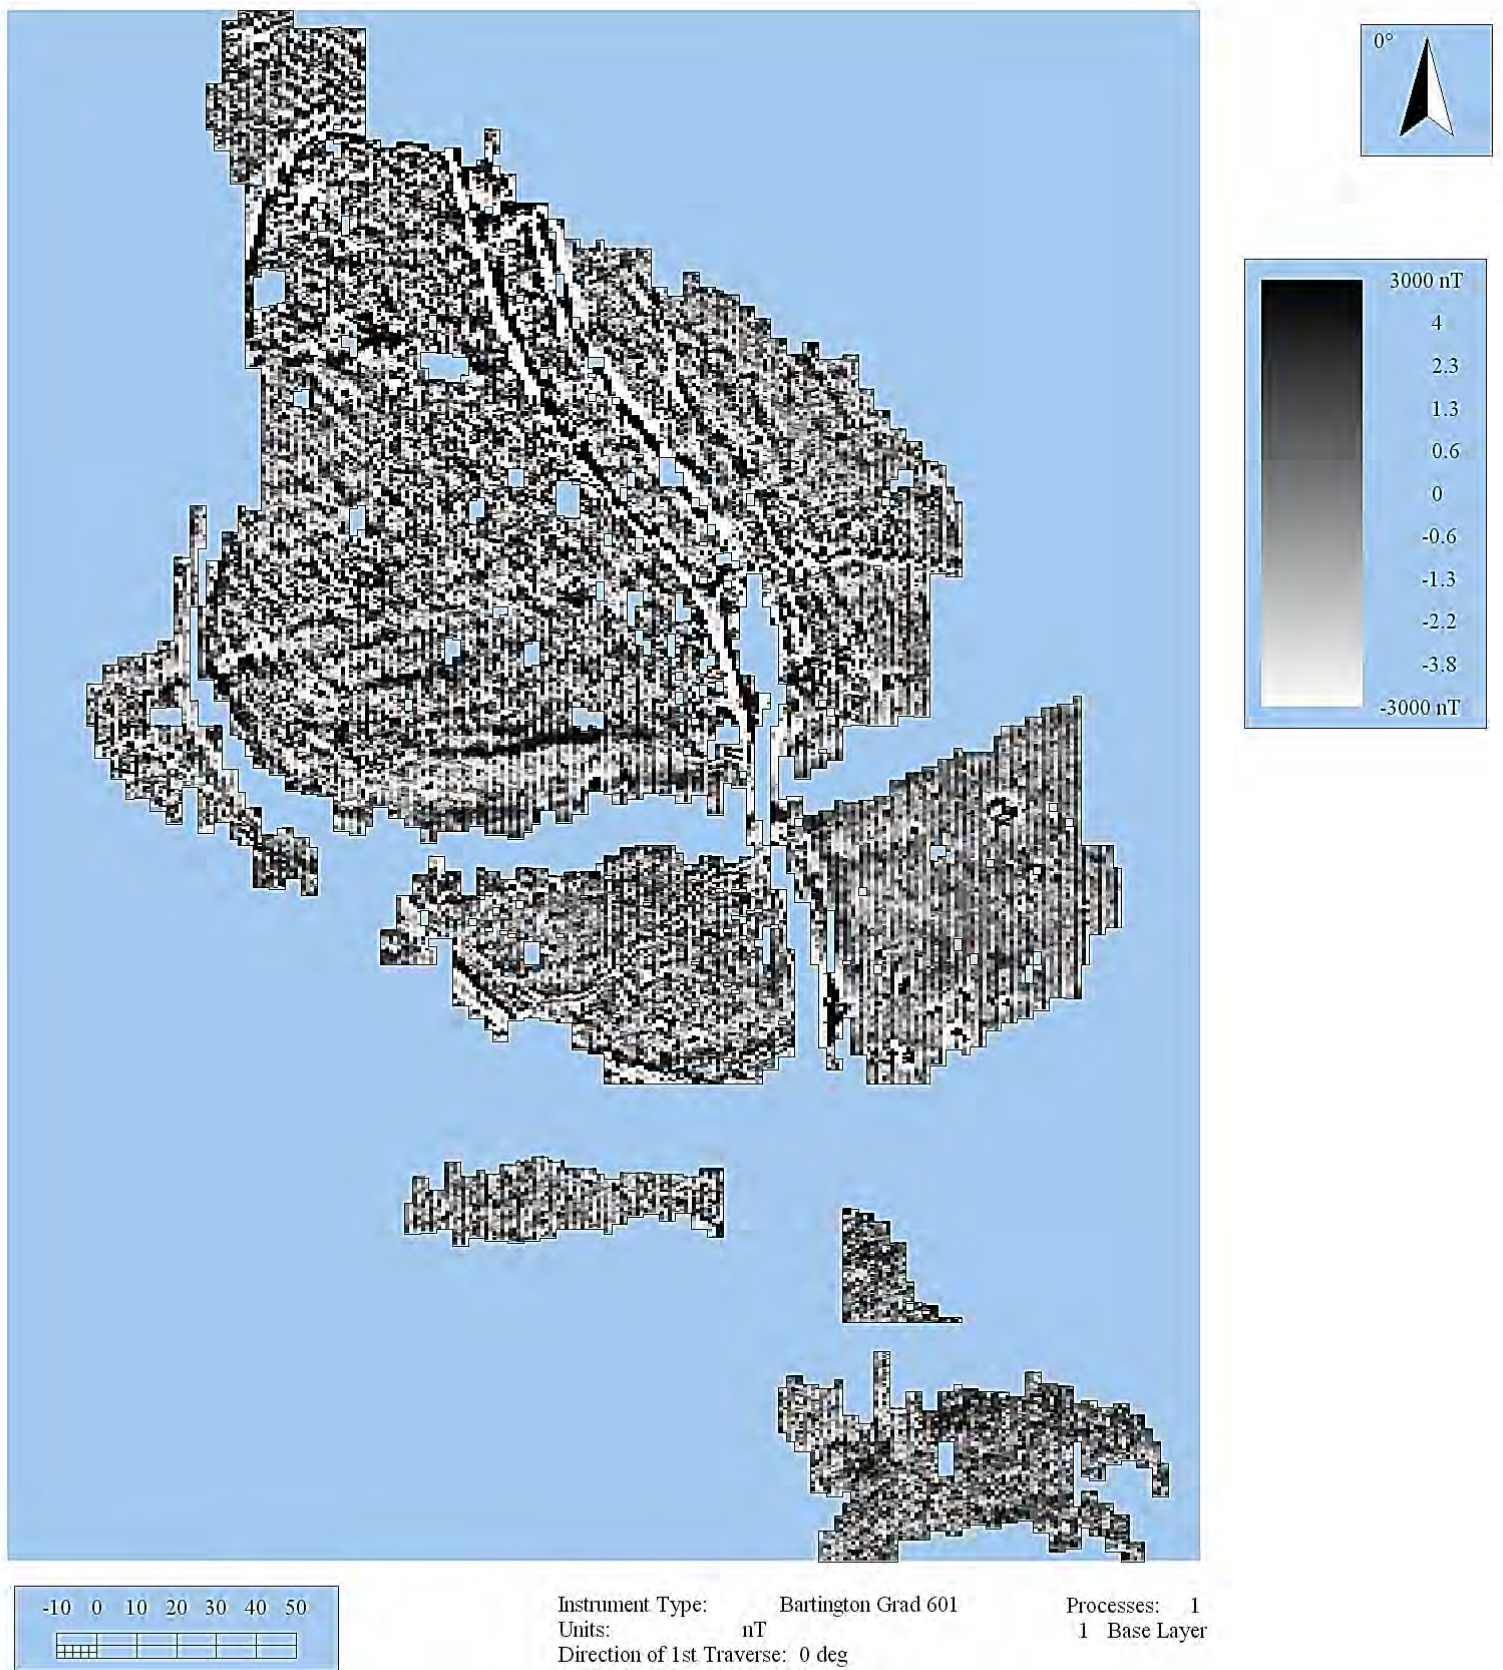 0°
3000 nT
4
2.3
1.3
0.6
0
-0.6
-1.3
-2.2
-3.8
-3000 nT
-10 0 10 20 30 40 50
Instrument Type: Bartington Grad 601
Units: nT
Direction of 1st Traverse: 0 deg
Processes: 1
1 Base Layer